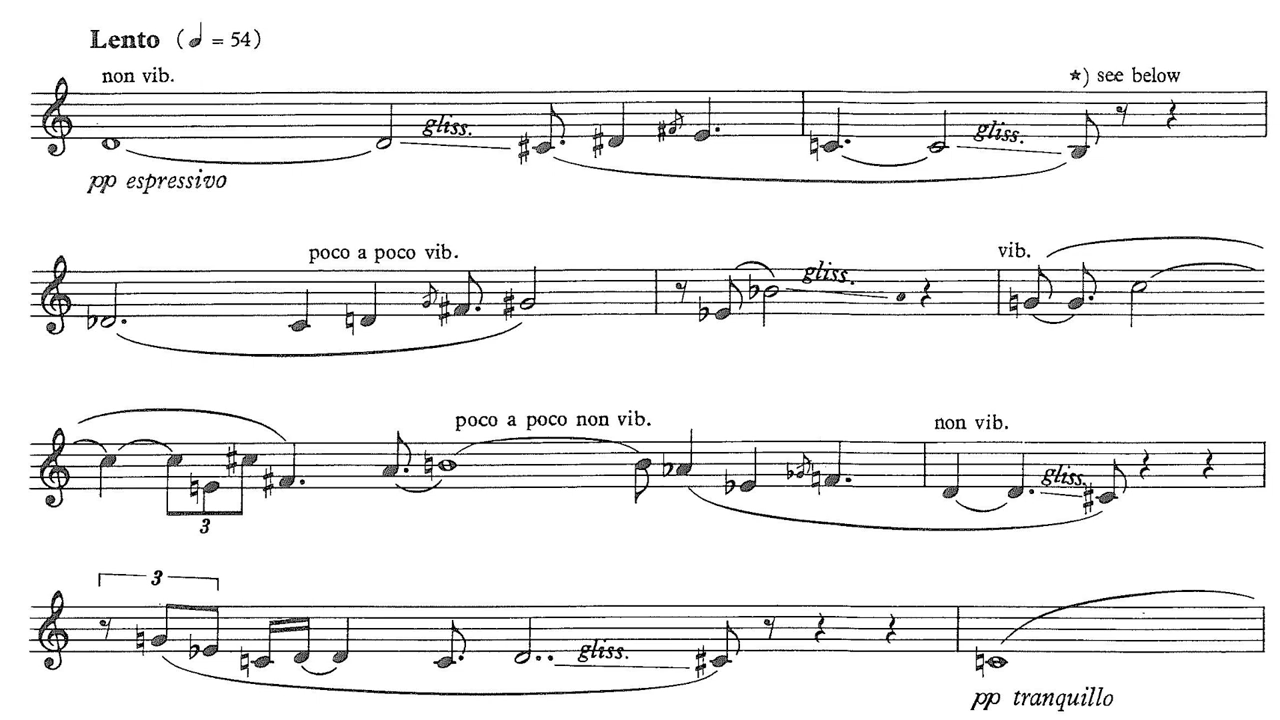 Lento (♩ = 54)
non vib.
*) see below
gliss.
gliss.
pp espressivo
poco a poco vib.
vib.
gliss.
poco a poco non vib.
non vib.
gliss.
3
3
gliss.
pp tranquillo